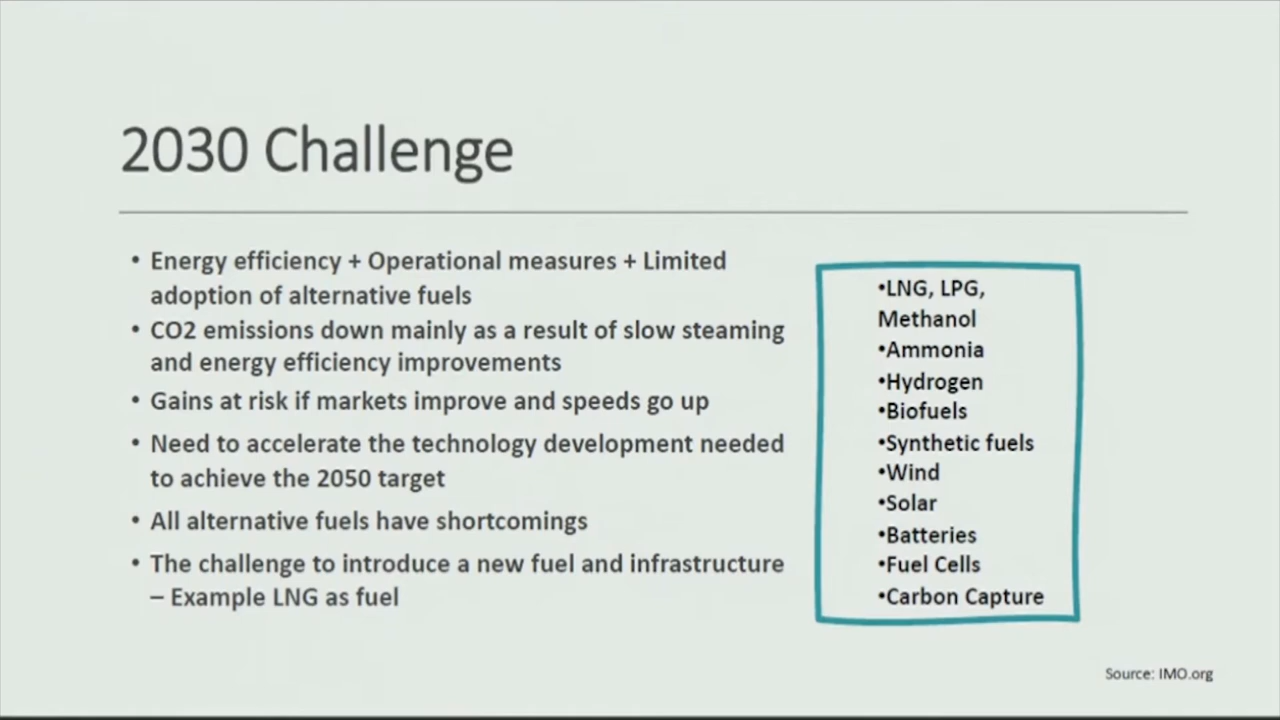 2030 Challenge
• Energy efficiency + Operational measures + Limited
adoption of alternative fuels
• CO2 emissions down mainly as a result of slow steaming
and energy efficiency improvements
• Gains at risk if markets improve and speeds go up
• Need to accelerate the technology development needed
to achieve the 2050 target
• All alternative fuels have shortcomings
• The challenge to introduce a new fuel and infrastructure
– Example LNG as fuel
•LNG, LPG,
Methanol
•Ammonia
•Hydrogen
•Biofuels
•Synthetic fuels
•Wind
•Solar
•Batteries
•Fuel Cells
•Carbon Capture
Source: IMO.org